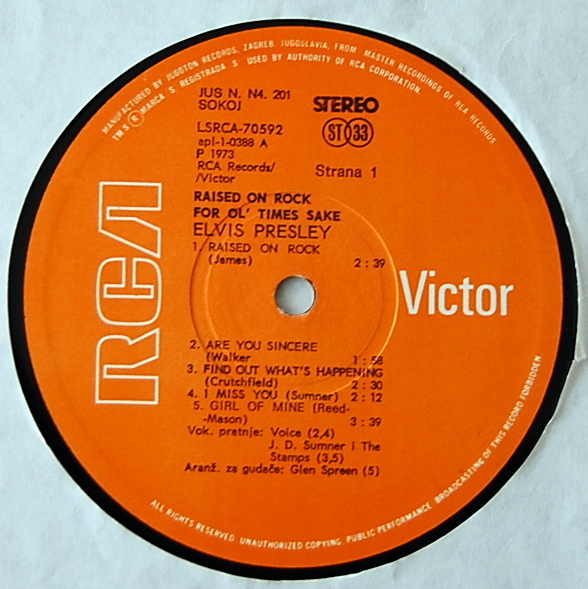 MANUFACTURED BY JUGOTON RECORDS, ZAGREB, JUGOSLAVIA, FROM MASTER RECORDINGS OF RCA RECORDS
TM S ® MARCA S REGISTRADA S USED BY AUTHORITY OF RCA CORPORATION.
JUS N. N4. 201
SOKOJ
STEREO
ST 33
LSRCA-70592
apl-1-0388 A
P 1973
RCA Records/
/Victor
Strana 1
RAISED ON ROCK
FOR OL' TIMES SAKE
ELVIS PRESLEY
1. RAISED ON ROCK
(James) 2 : 39
RCA
Victor
2. ARE YOU SINCERE
(Walker 1 : 58
3. FIND OUT WHAT'S HAPPENING
(Crutchfield) 2 : 30
4. I MISS YOU (Sumner) 2 : 12
5. GIRL OF MINE (Reed-
-Mason) 3 : 39
Vok. pratnje: Voice (2,4)
J. D. Sumner i The
Stamps (3,5)
Aranž. za gudače: Glen Spreen (5)
ALL RIGHTS RESERVED. UNAUTHORIZED COPYING. PUBLIC PERFORMANCE. BROADCASTING OF THIS RECORD FORBIDDEN.